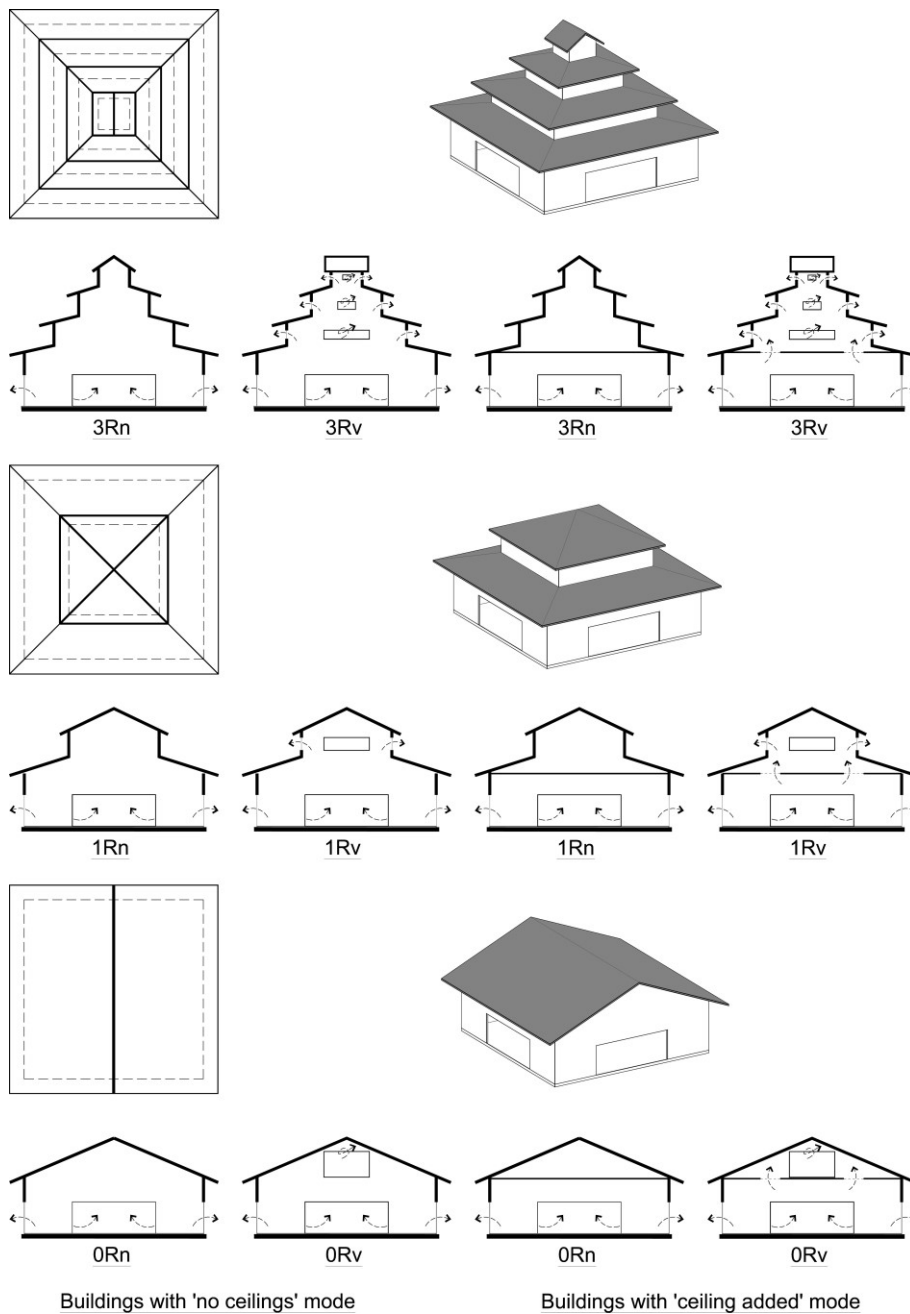 3Rn 3Rv 3Rn 3Rv
1Rn 1Rv 1Rn 1Rv
0Rn 0Rv 0Rn 0Rv
Buildings with 'no ceilings' mode Buildings with 'ceiling added' mode